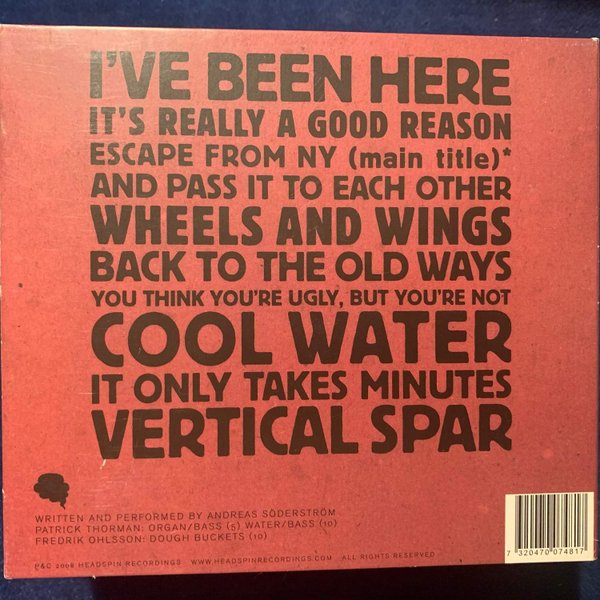 I'VE BEEN HERE
IT'S REALLY A GOOD REASON
ESCAPE FROM NY (main title)*
AND PASS IT TO EACH OTHER
WHEELS AND WINGS
BACK TO THE OLD WAYS
YOU THINK YOU'RE UGLY, BUT YOU'RE NOT
COOL WATER
IT ONLY TAKES MINUTES
VERTICAL SPAR
WRITTEN AND PERFORMED BY ANDREAS SÖDERSTRÖM
PATRICK THORMAN: ORGAN/BASS (5) WATER/BASS (10)
FREDRIK OHLSSON: DOUGH BUCKETS (10)
P&C 2008 HEADSPIN RECORDINGS . WWW.HEADSPINRECORDINGS.COM . ALL RIGHTS RESERVED
7 320470 074817